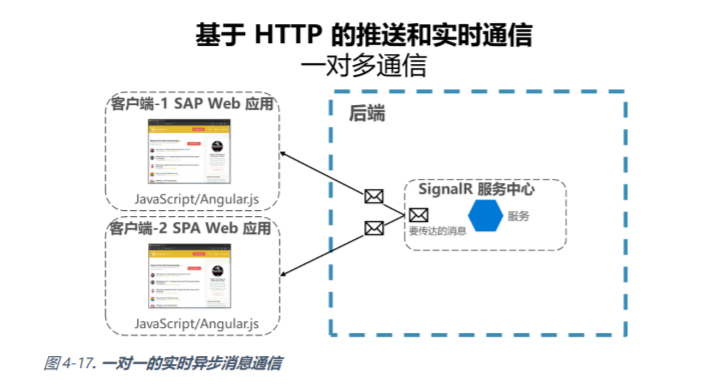 基于 HTTP 的推送和实时通信
一对多通信
客户端-1 SAP Web 应用
JavaScript/Angular.js
客户端-2 SPA Web 应用
JavaScript/Angular.js
后端
SignalR 服务中心
服务
要传达的消息
图 4-17. 一对一的实时异步消息通信